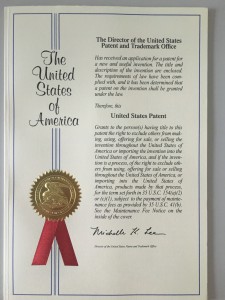 The
United
States
of
America
The Director of the United States
Patent and Trademark Office
Has received an application for a patent for
a new and useful invention. The title and
description of the invention are enclosed.
The requirements of law have been com-
plied with, and it has been determined that
a patent on the invention shall be granted
under the law.
Therefore, this
United States Patent
Grants to the person(s) having title to this
patent the right to exclude others from mak-
ing, using, offering for sale, or selling the
invention throughout the United States of
America or importing the invention into the
United States of America, and if the inven-
tion is a process, of the right to exclude oth-
ers from using, offering for sale or selling
throughout the United States of America, or
importing into the United States of
America, products made by that process,
for the term set forth in 35 U.S.C. 154(a)(2)
or (c)(1), subject to the payment of mainte-
nance fees as provided by 35 U.S.C. 41(b).
See the Maintenance Fee Notice on the
inside of the cover.
Michelle K. Lee
Director of the United States Patent and Trademark Office